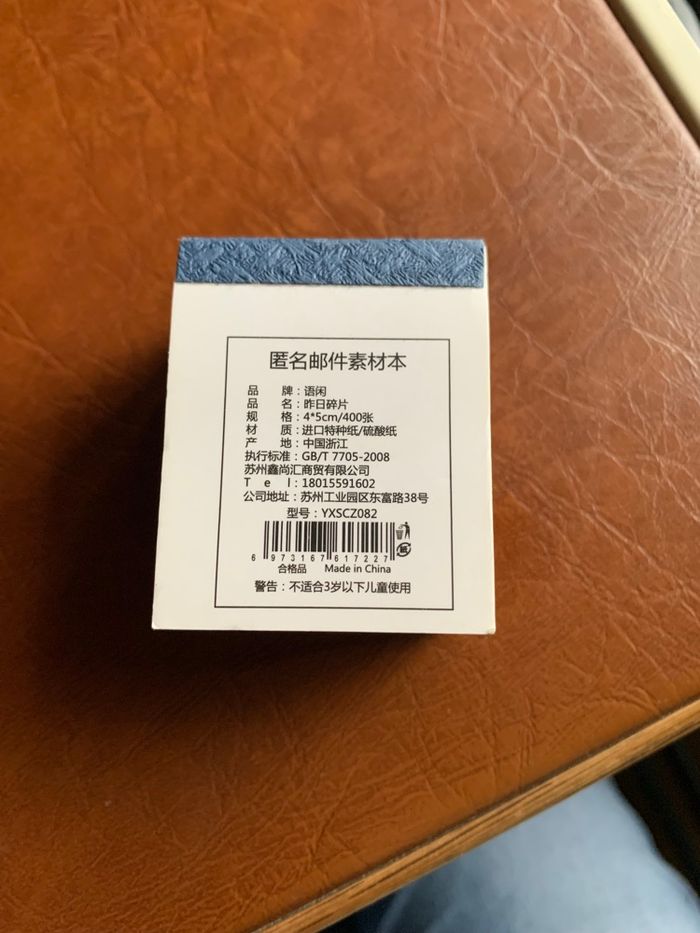 匿名邮件素材本
品 牌：语闲
品 名：昨日碎片
规 格：4*5cm/400张
材 质：进口特种纸/硫酸纸
产 地：中国浙江
执行标准：GB/T 7705-2008
苏州鑫尚汇商贸有限公司
T e l：18015591602
公司地址：苏州工业园区东富路38号
型号：YXSCZ082
6 973167 617227
合格品 Made in China
警告：不适合3岁以下儿童使用